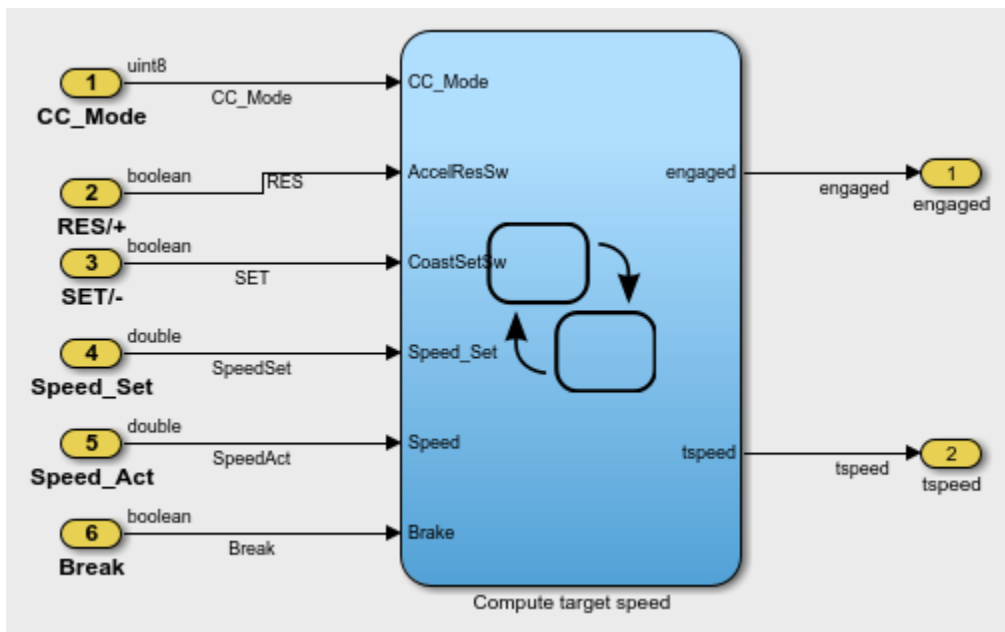 uint8
1
CC_Mode
CC_Mode
CC_Mode
boolean
2
RES
RES/+
AccelResSw
boolean
3
SET
SET/-
CoastSetSw
double
4
SpeedSet
Speed_Set
Speed_Set
double
5
SpeedAct
Speed_Act
Speed
boolean
6
Break
Break
Brake
engaged
engaged
1
engaged
tspeed
tspeed
2
tspeed
Compute target speed